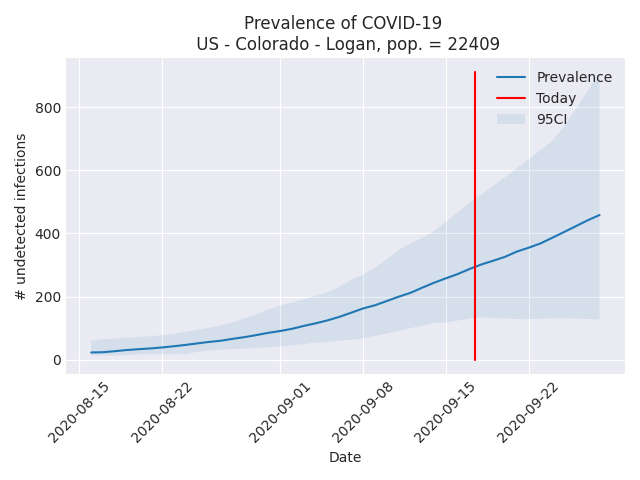 Prevalence of COVID-19
US - Colorado - Logan, pop. = 22409
Prevalence
Today
95CI
# undetected infections
800
600
400
200
0
2020-08-15
2020-08-22
2020-09-01
2020-09-08
2020-09-15
2020-09-22
Date